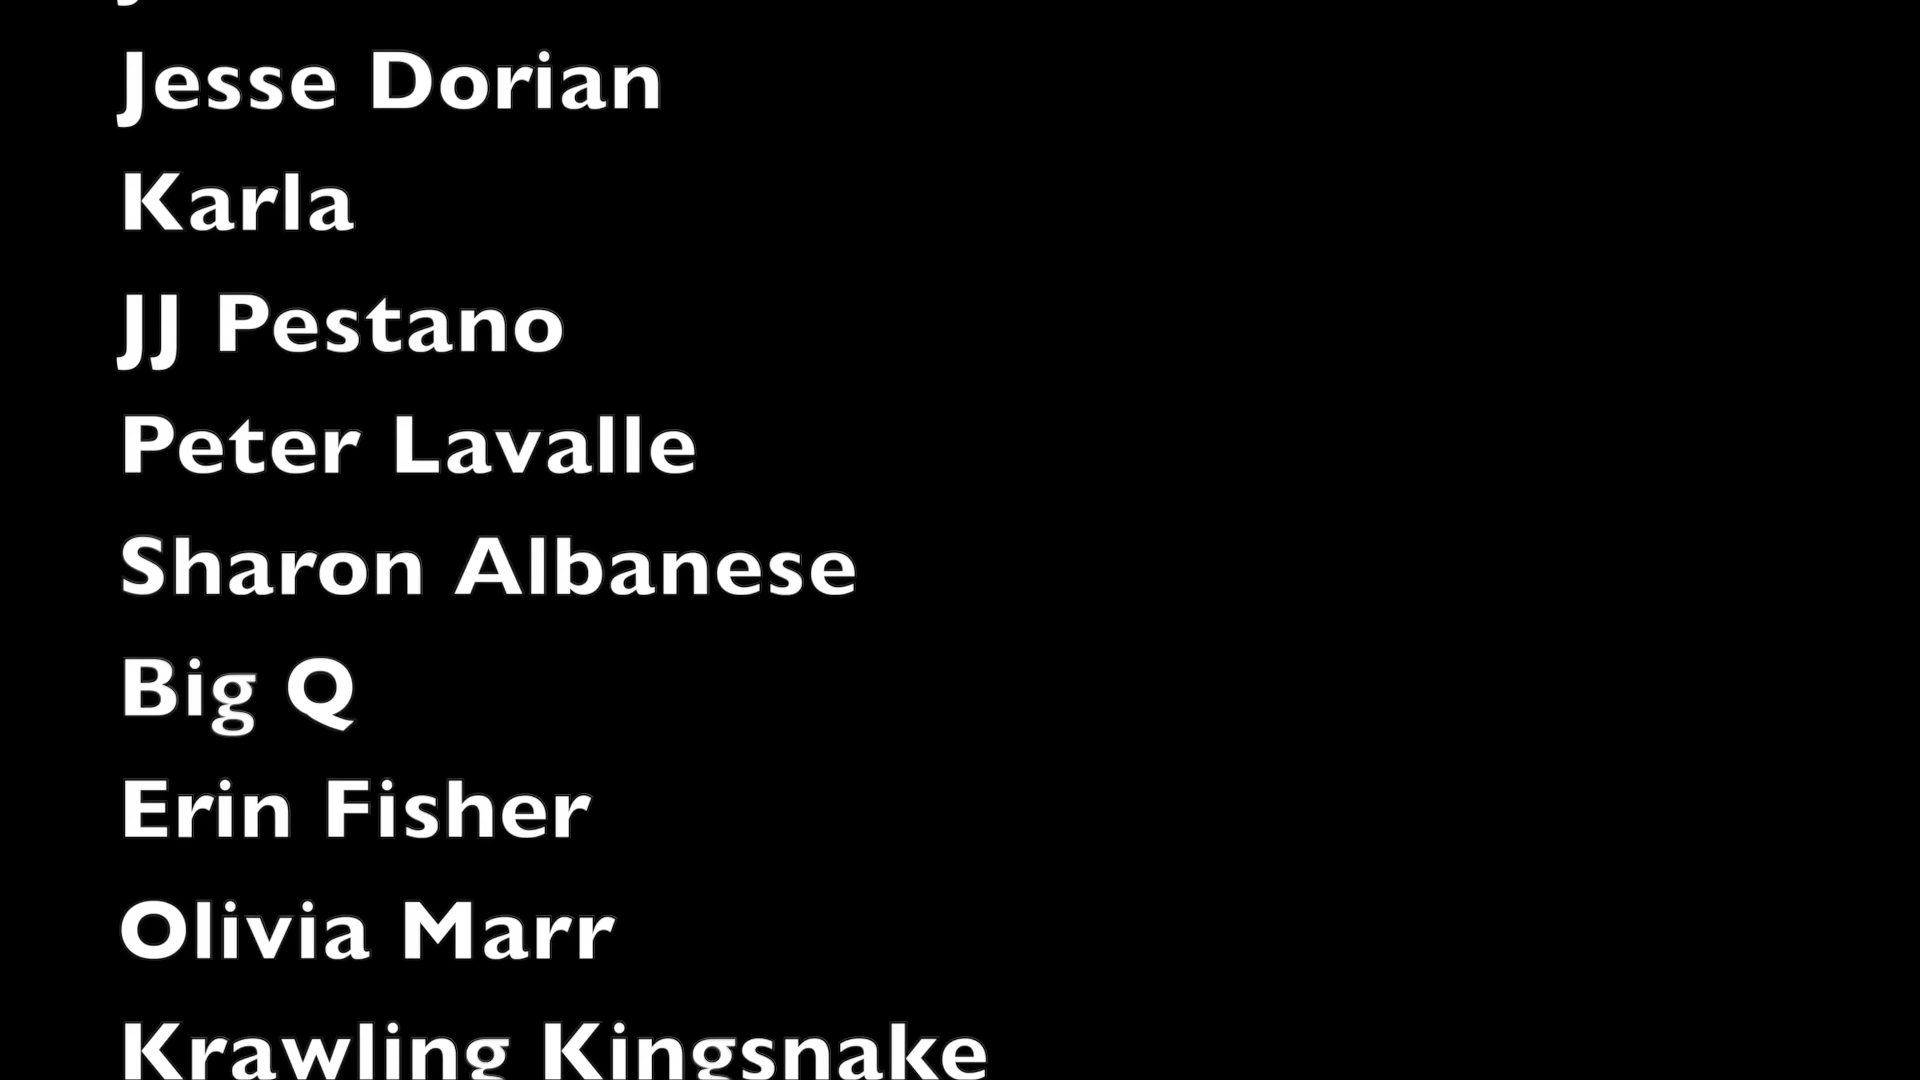 Jesse Dorian
Karla
JJ Pestano
Peter Lavalle
Sharon Albanese
Big Q
Erin Fisher
Olivia Marr
Krawling Kingsnake